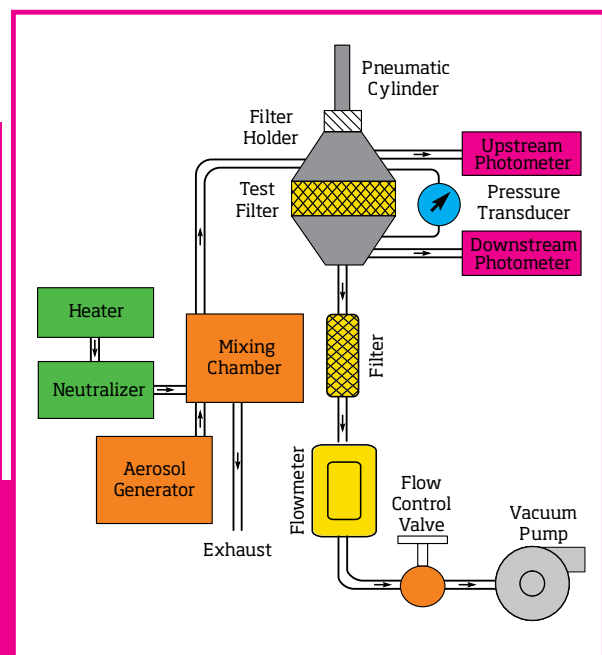 Pneumatic
Cylinder
Filter
Holder
Upstream
Photometer
Test
Filter
Pressure
Transducer
Downstream
Photometer
Heater
Mixing
Chamber
Filter
Neutralizer
Aerosol
Generator
Flowmeter
Flow
Control
Valve
Vacuum
Pump
Exhaust